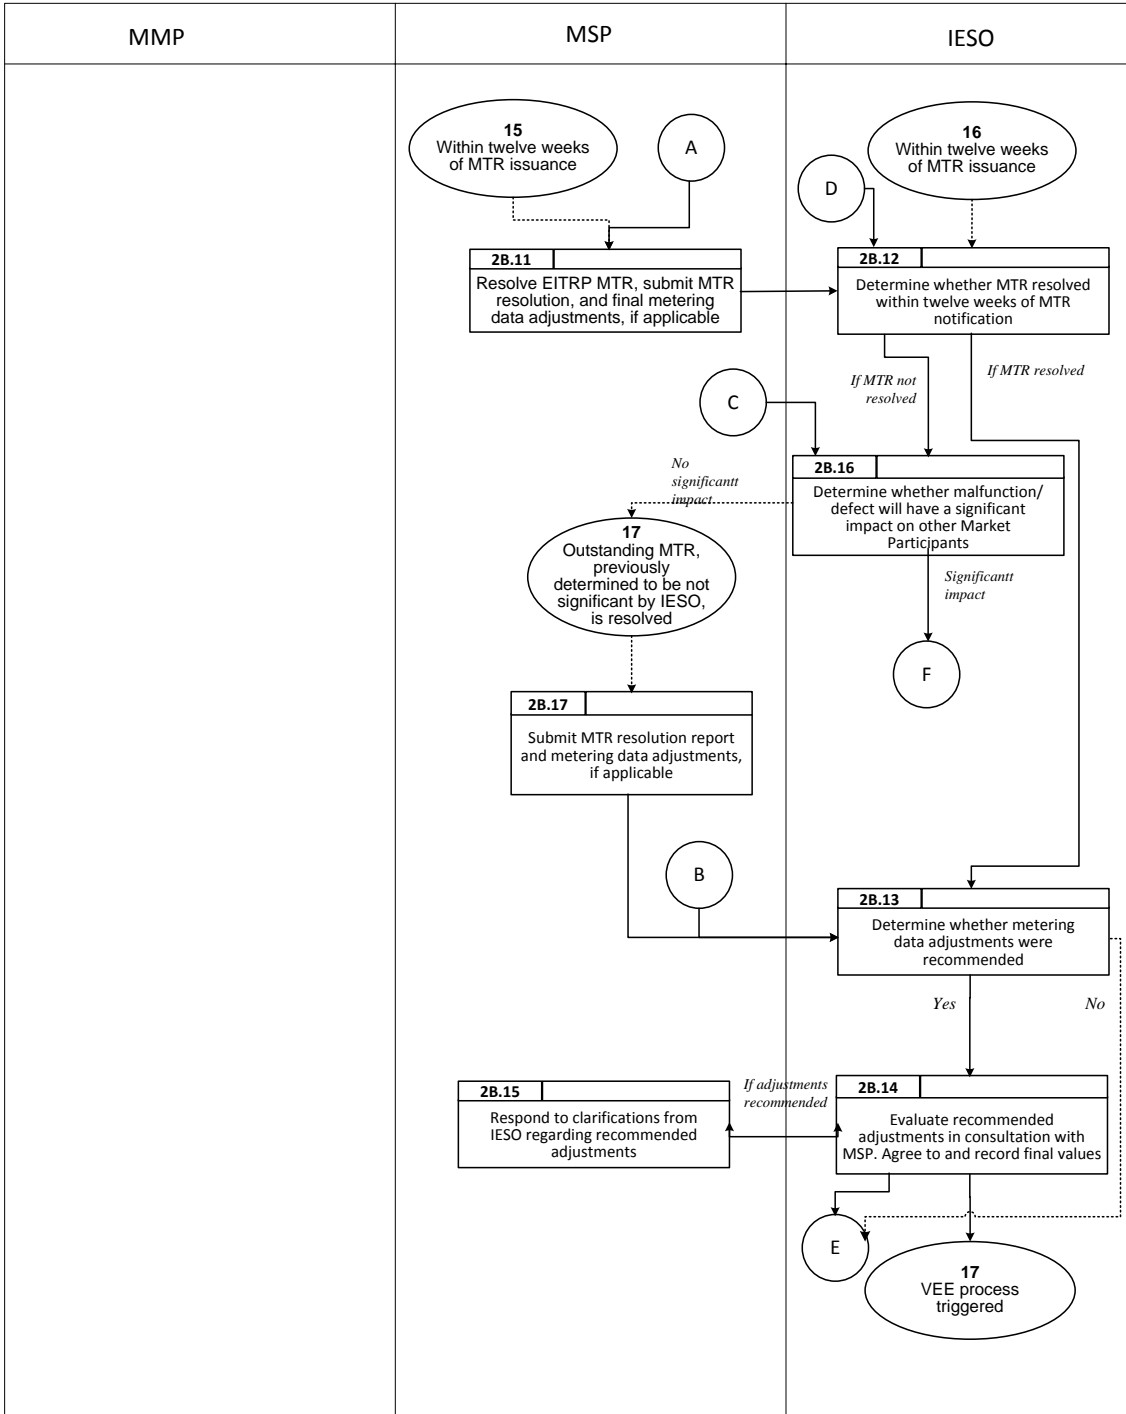 MMP
MSP
IESO
15
Within twelve weeks
of MTR issuance
A
16
Within twelve weeks
of MTR issuance
D
2B.11
Resolve EITRP MTR, submit MTR
resolution, and final metering
data adjustments, if applicable
2B.12
Determine whether MTR resolved
within twelve weeks of MTR
notification
If MTR not
resolved
If MTR resolved
C
No
significantt
impact
2B.16
Determine whether malfunction/
defect will have a significant
impact on other Market
Participants
17
Outstanding MTR,
previously
determined to be not
significant by IESO,
is resolved
Significantt
impact
F
2B.17
Submit MTR resolution report
and metering data adjustments,
if applicable
B
2B.13
Determine whether metering
data adjustments were
recommended
Yes
No
2B.15
Respond to clarifications from
IESO regarding recommended
adjustments
If adjustments
recommended
2B.14
Evaluate recommended
adjustments in consultation with
MSP. Agree to and record final values
E
17
VEE process
triggered